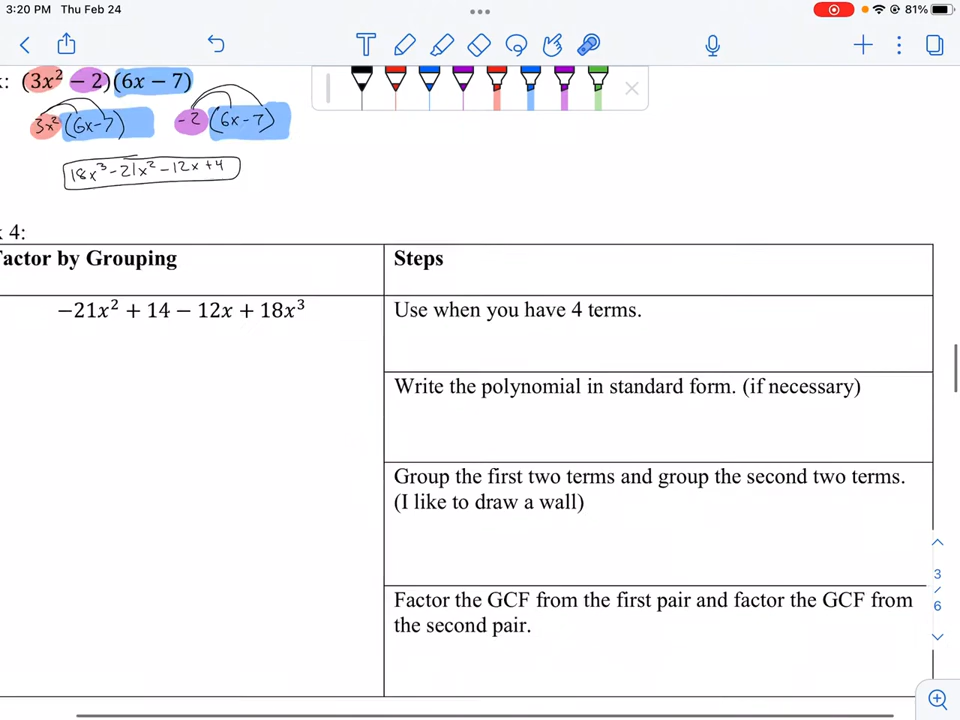 3:20 PM Thu Feb 24
81%
: (3x² − 2)(6x − 7)
3x² (6x-7) -2 (6x-7)
18x³-21x²-12x+4
4:
actor by Grouping
Steps
−21x² + 14 − 12x + 18x³
Use when you have 4 terms.
Write the polynomial in standard form. (if necessary)
Group the first two terms and group the second two terms.
(I like to draw a wall)
Factor the GCF from the first pair and factor the GCF from
the second pair.
3
/
6